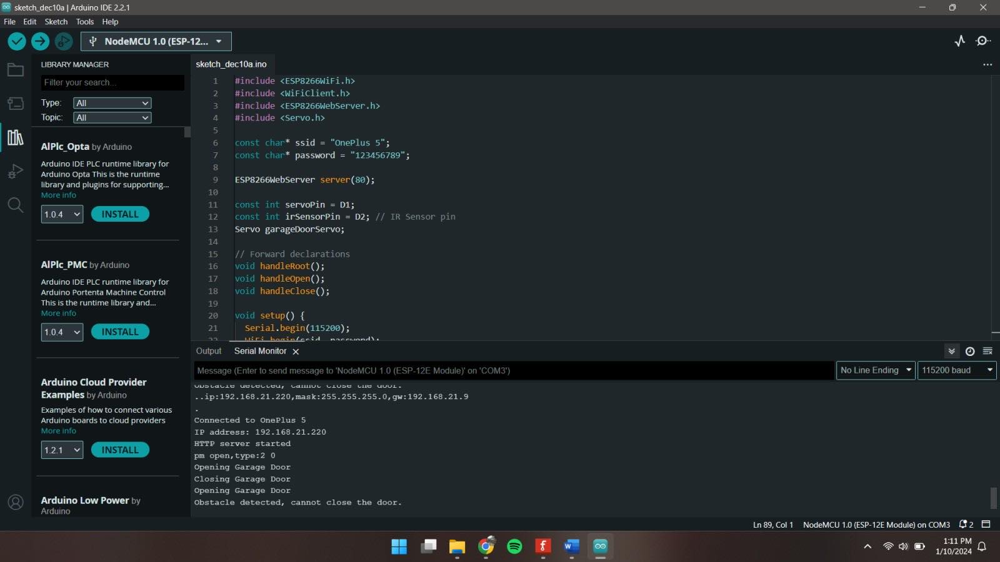 sketch_dec10a | Arduino IDE 2.2.1
File Edit Sketch Tools Help
NodeMCU 1.0 (ESP-12...
LIBRARY MANAGER
Filter your search...
Type: All
Topic: All
AlPlc_Opta by Arduino
Arduino IDE PLC runtime library for
Arduino Opta This is the runtime
library and plugins for supporting...
More info
1.0.4 INSTALL
AlPlc_PMC by Arduino
Arduino IDE PLC runtime library for
Arduino Portenta Machine Control
This is the runtime library and...
More info
1.0.4 INSTALL
Arduino Cloud Provider
Examples by Arduino
Examples of how to connect various
Arduino boards to cloud providers
More info
1.2.1 INSTALL
Arduino Low Power by
Arduino
sketch_dec10a.ino
1 #include <ESP8266WiFi.h>
2 #include <WiFiClient.h>
3 #include <ESP8266WebServer.h>
4 #include <Servo.h>
5
6 const char* ssid = "OnePlus 5";
7 const char* password = "123456789";
8
9 ESP8266WebServer server(80);
10
11 const int servoPin = D1;
12 const int irSensorPin = D2; // IR Sensor pin
13 Servo garageDoorServo;
14
15 // Forward declarations
16 void handleRoot();
17 void handleOpen();
18 void handleClose();
19
20 void setup() {
21 Serial.begin(115200);
22 WiFi.begin(ssid, password);
Output Serial Monitor
Message (Enter to send message to 'NodeMCU 1.0 (ESP-12E Module)' on 'COM3')
No Line Ending 115200 baud
Obstacle detected, cannot close the door.
..ip:192.168.21.220,mask:255.255.255.0,gw:192.168.21.9
.
Connected to OnePlus 5
IP address: 192.168.21.220
HTTP server started
pm open,type:2 0
Opening Garage Door
Closing Garage Door
Opening Garage Door
Obstacle detected, cannot close the door.
Ln 89, Col 1 NodeMCU 1.0 (ESP-12E Module) on COM3 2
1:11 PM
1/10/2024